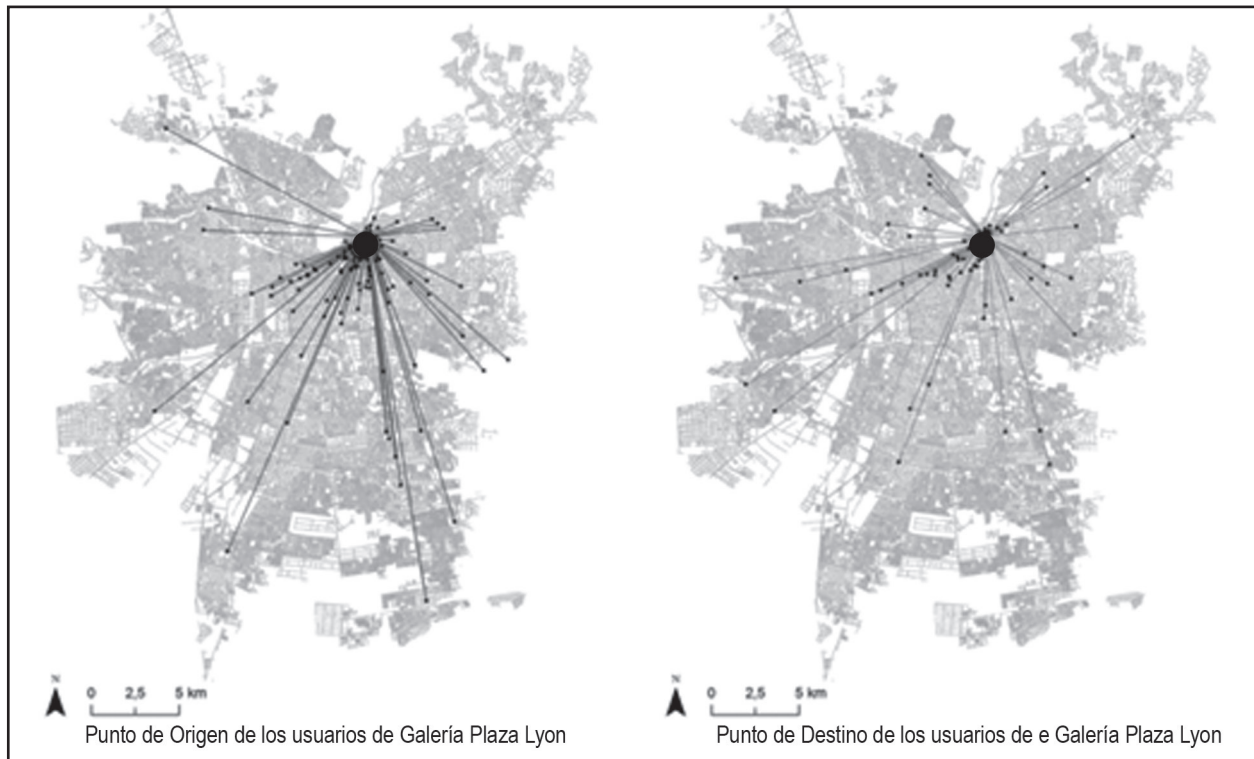 N
0 2,5 5 km
Punto de Origen de los usuarios de Galería Plaza Lyon
N
0 2,5 5 km
Punto de Destino de los usuarios de e Galería Plaza Lyon